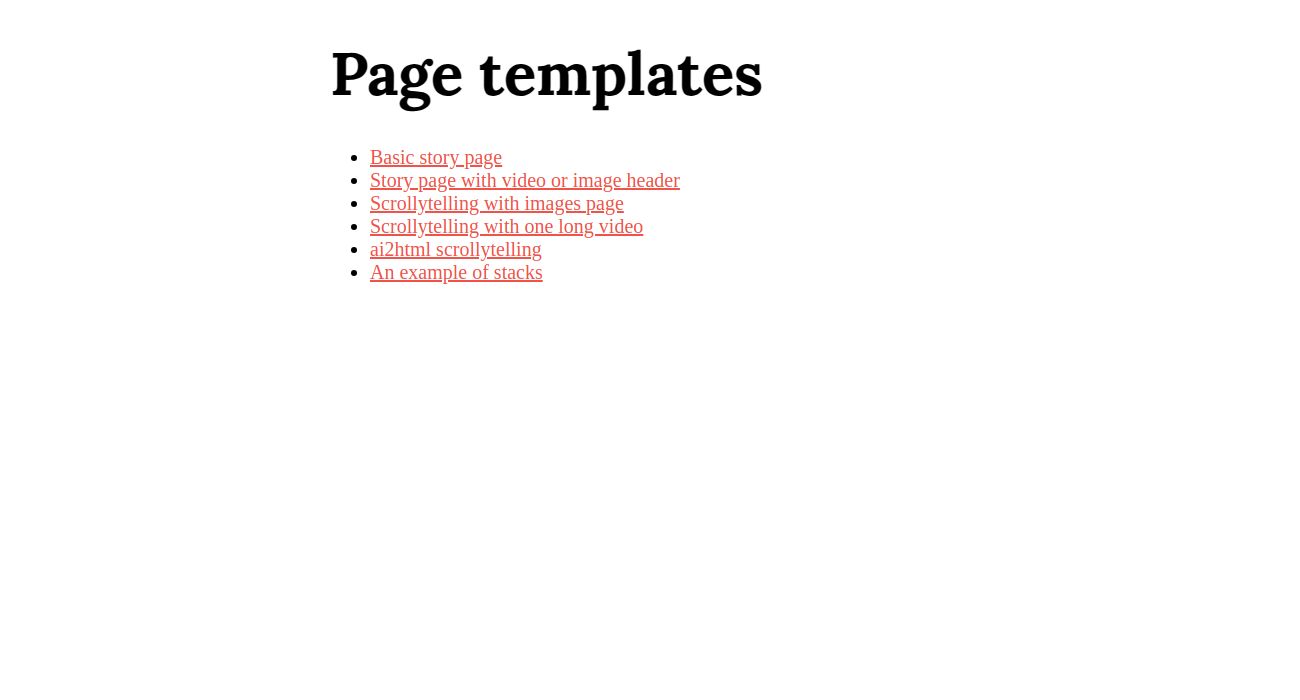 Page templates
Basic story page
Story page with video or image header
Scrollytelling with images page
Scrollytelling with one long video
ai2html scrollytelling
An example of stacks